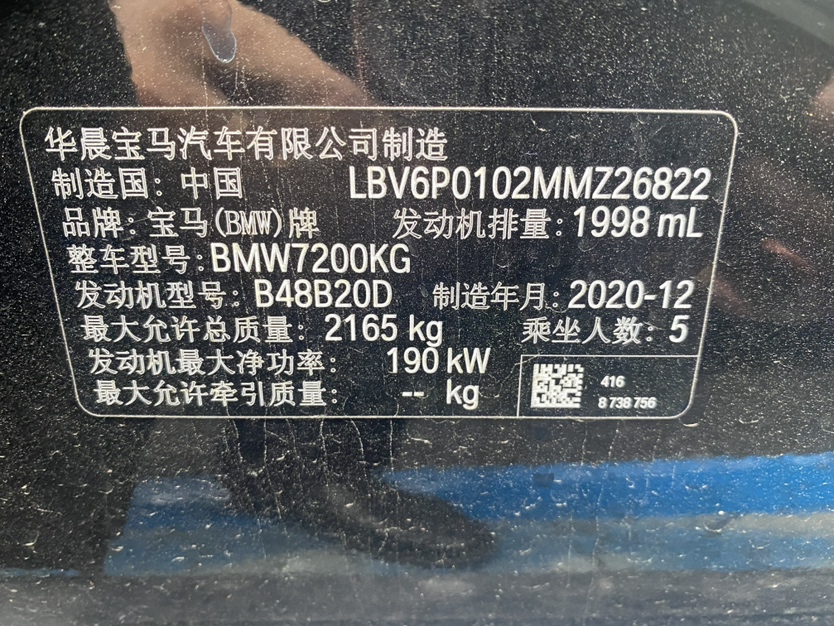 华晨宝马汽车有限公司制造
制造国：中国 LBV6P0102MMZ26822
品牌：宝马(BMW)牌 发动机排量：1998 mL
整车型号：BMW7200KG
发动机型号：B48B20D 制造年月：2020-12
最大允许总质量：2165 kg 乘坐人数：5
发动机最大净功率： 190 kW
最大允许牵引质量： -- kg
416
8 738 756